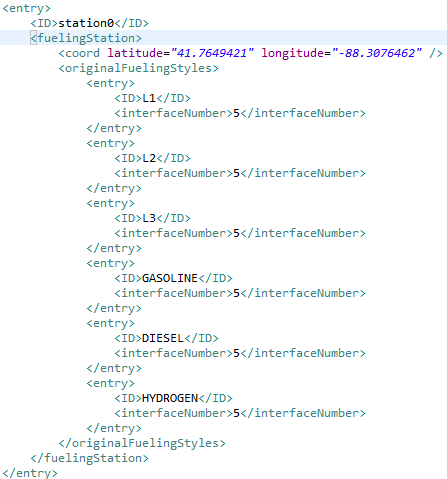 <entry>
<ID>station0</ID>
<fuelingStation>
<coord latitude="41.7649421" longitude="-88.3076462" />
<originalFuelingStyles>
<entry>
<ID>L1</ID>
<interfaceNumber>5</interfaceNumber>
</entry>
<entry>
<ID>L2</ID>
<interfaceNumber>5</interfaceNumber>
</entry>
<entry>
<ID>L3</ID>
<interfaceNumber>5</interfaceNumber>
</entry>
<entry>
<ID>GASOLINE</ID>
<interfaceNumber>5</interfaceNumber>
</entry>
<entry>
<ID>DIESEL</ID>
<interfaceNumber>5</interfaceNumber>
</entry>
<entry>
<ID>HYDROGEN</ID>
<interfaceNumber>5</interfaceNumber>
</entry>
</originalFuelingStyles>
</fuelingStation>
</entry>